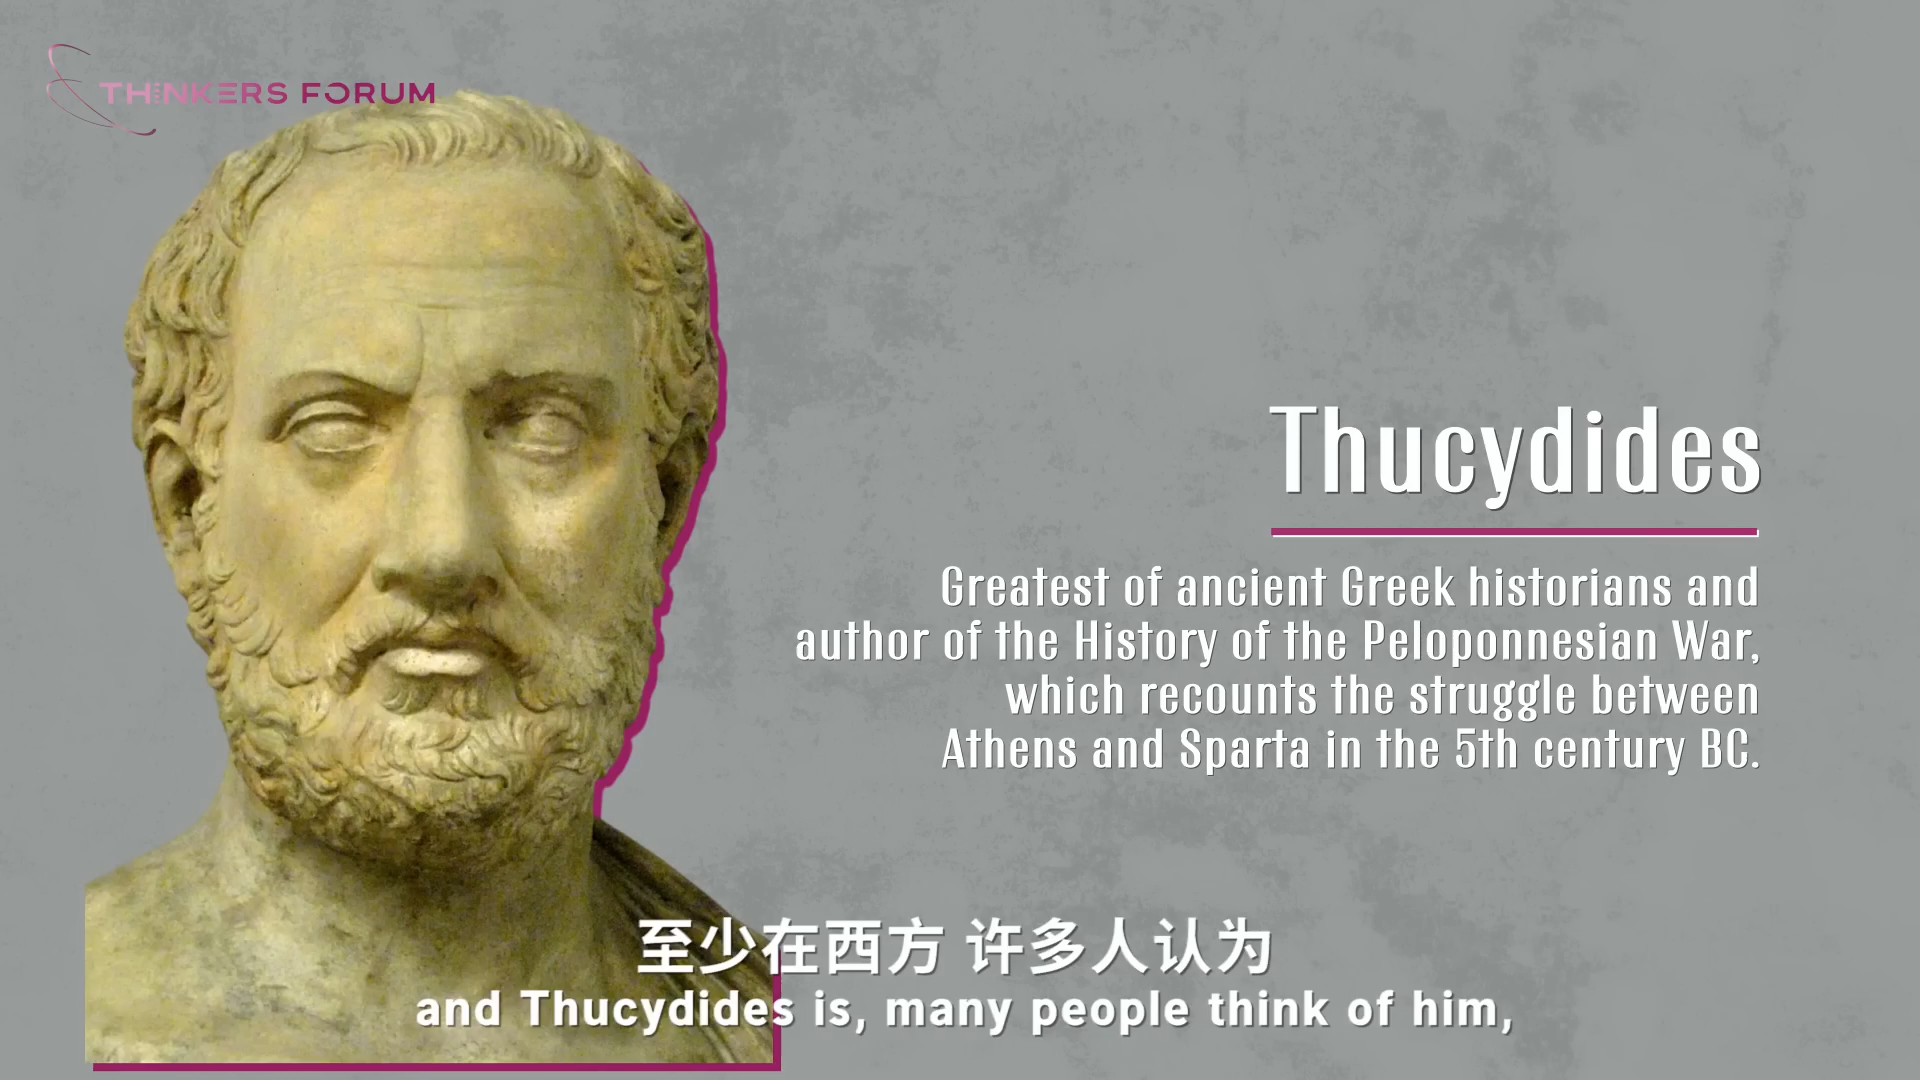 THINKERS FORUM
Thucydides
Greatest of ancient Greek historians and
author of the History of the Peloponnesian War,
which recounts the struggle between
Athens and Sparta in the 5th century BC.
至少在西方 许多人认为
and Thucydides is, many people think of him,